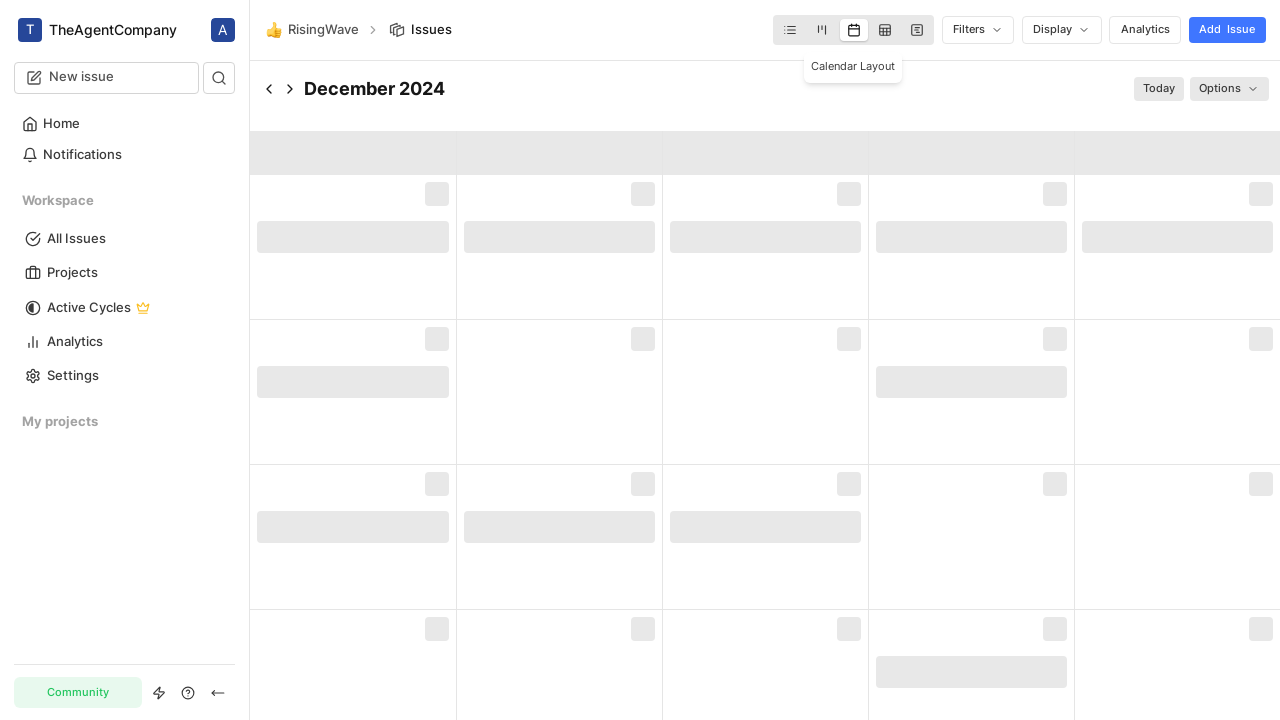 T TheAgentCompany A
New issue
Home
Notifications
Workspace
All Issues
Projects
Active Cycles
Analytics
Settings
My projects
Community
RisingWave Issues
Filters Display Analytics Add Issue
Calendar Layout
December 2024
Today Options